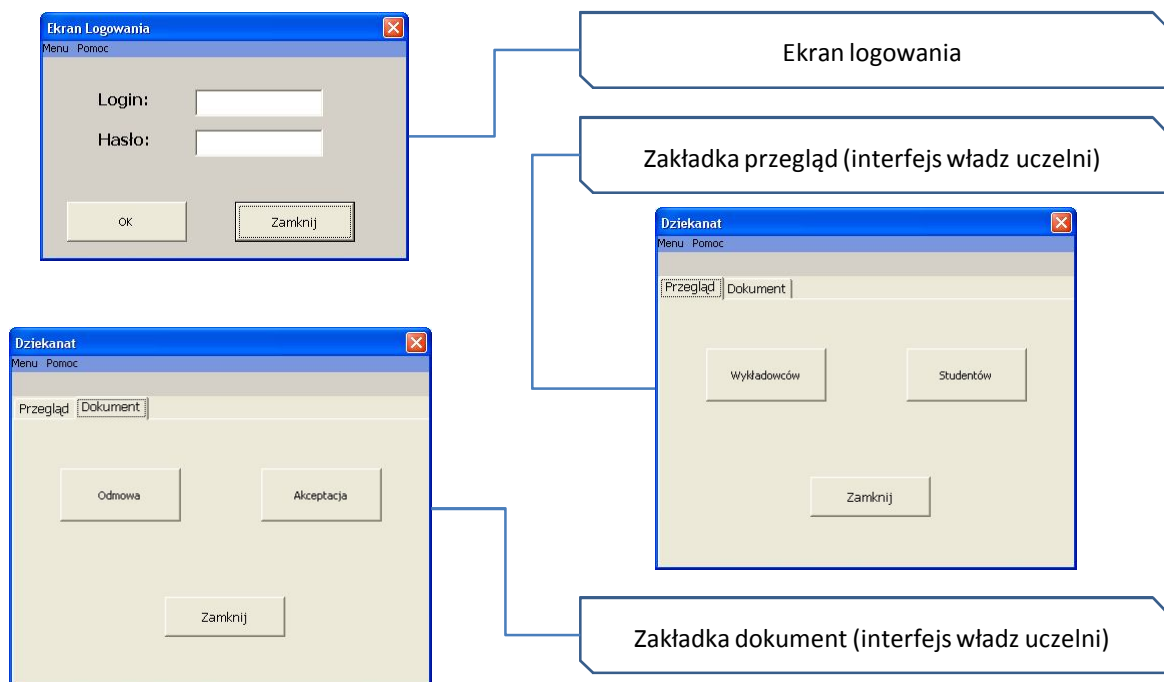 Ekran Logowania
Menu Pomoc
Login:
Hasło:
OK Zamknij
Ekran logowania
Zakładka przegląd (interfejs władz uczelni)
Dziekanat
Menu Pomoc
Przegląd Dokument
Wykładowców Studentów
Zamknij
Dziekanat
Menu Pomoc
Przegląd Dokument
Odmowa Akceptacja
Zamknij
Zakładka dokument (interfejs władz uczelni)